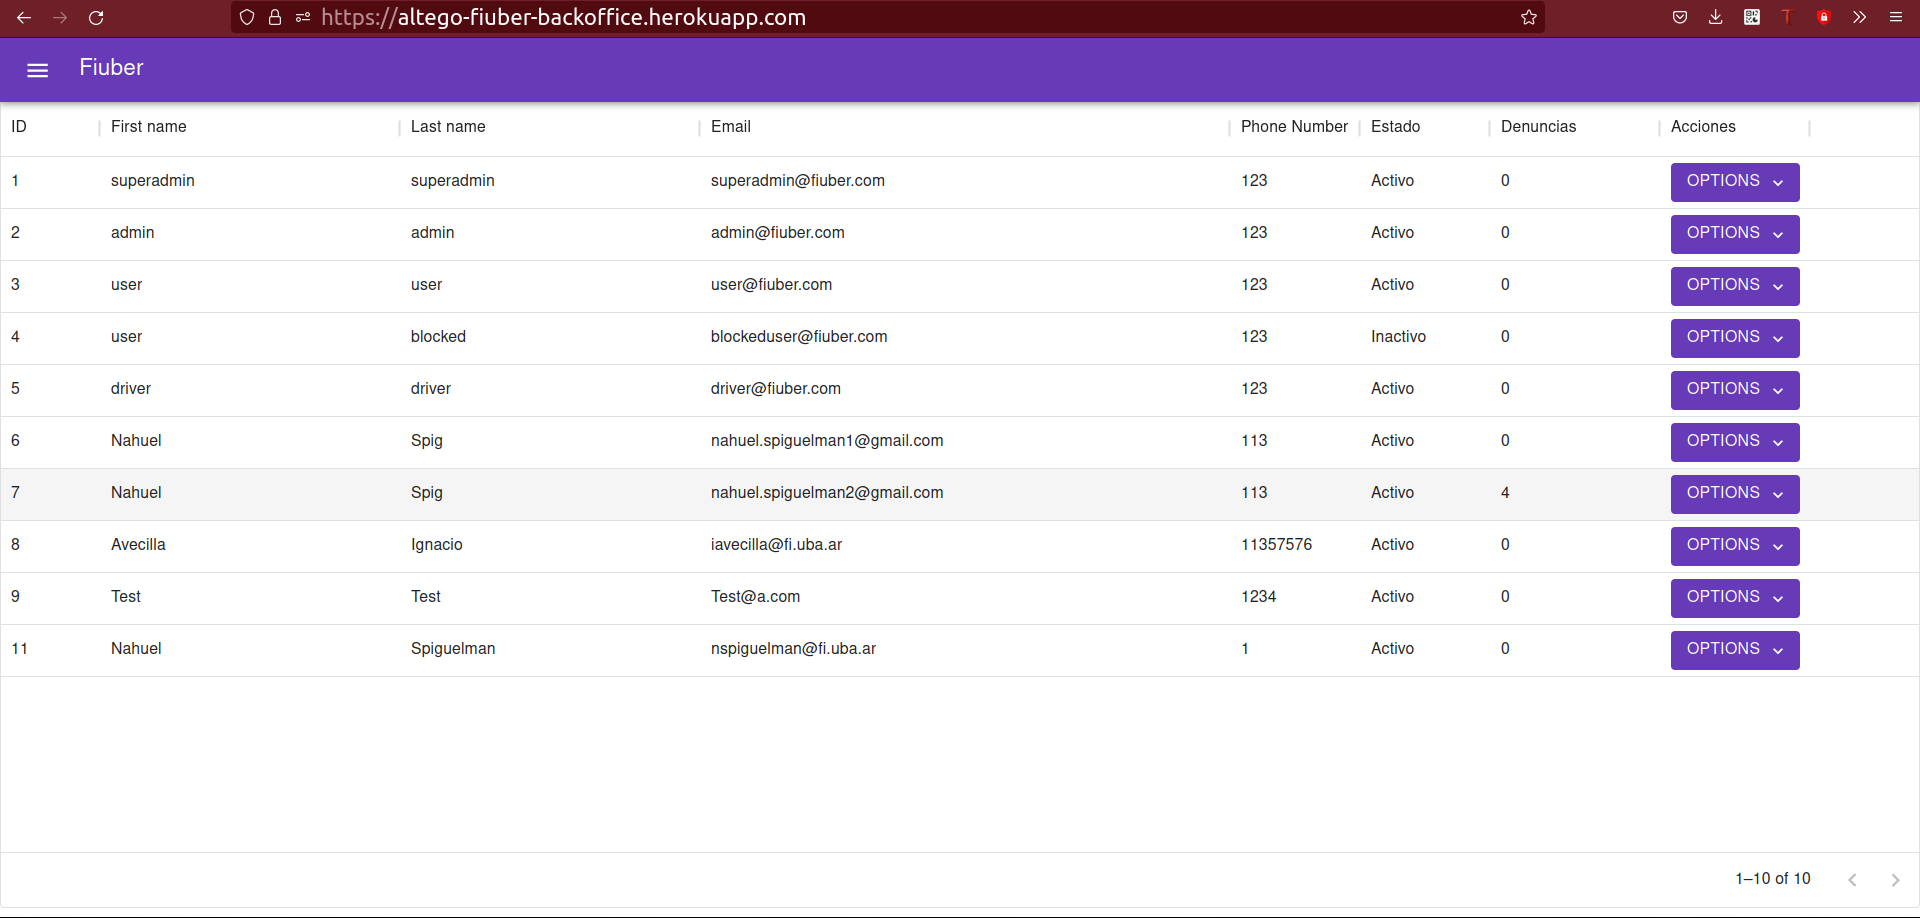 https://altego-fiuber-backoffice.herokuapp.com
Fiuber
ID First name Last name Email Phone Number Estado Denuncias Acciones
1 superadmin superadmin superadmin@fiuber.com 123 Activo 0 OPTIONS
2 admin admin admin@fiuber.com 123 Activo 0 OPTIONS
3 user user user@fiuber.com 123 Activo 0 OPTIONS
4 user blocked blockeduser@fiuber.com 123 Inactivo 0 OPTIONS
5 driver driver driver@fiuber.com 123 Activo 0 OPTIONS
6 Nahuel Spig nahuel.spiguelman1@gmail.com 113 Activo 0 OPTIONS
7 Nahuel Spig nahuel.spiguelman2@gmail.com 113 Activo 4 OPTIONS
8 Avecilla Ignacio iavecilla@fi.uba.ar 11357576 Activo 0 OPTIONS
9 Test Test Test@a.com 1234 Activo 0 OPTIONS
11 Nahuel Spiguelman nspiguelman@fi.uba.ar 1 Activo 0 OPTIONS
1–10 of 10